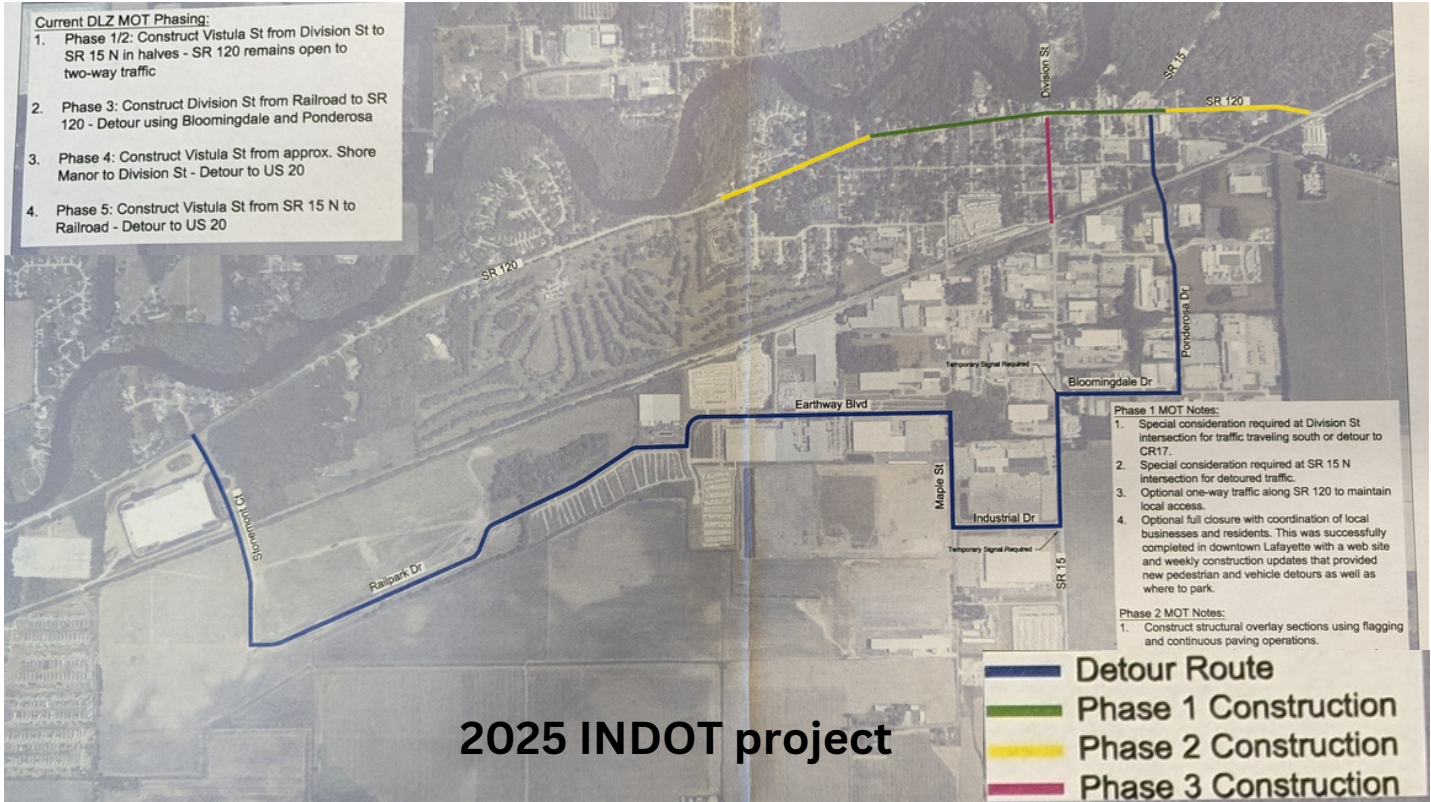 Current DLZ MOT Phasing:
1. Phase 1/2: Construct Vistula St from Division St to
SR 15 N in halves - SR 120 remains open to
two-way traffic
2. Phase 3: Construct Division St from Railroad to SR
120 - Detour using Bloomingdale and Ponderosa
3. Phase 4: Construct Vistula St from approx. Shore
Manor to Division St - Detour to US 20
4. Phase 5: Construct Vistula St from SR 15 N to
Railroad - Detour to US 20
Division St
SR 15
SR 120
SR 120
Ponderosa Dr
Temporary Signal Required
Bloomingdale Dr
Earthway Blvd
Maple St
Industrial Dr
Temporary Signal Required
SR 15
Stonemont Ct
Railpark Dr
Phase 1 MOT Notes:
1. Special consideration required at Division St
intersection for traffic traveling south or detour to
CR17.
2. Special consideration required at SR 15 N
intersection for detoured traffic.
3. Optional one-way traffic along SR 120 to maintain
local access.
4. Optional full closure with coordination of local
businesses and residents. This was successfully
completed in downtown Lafayette with a web site
and weekly construction updates that provided
new pedestrian and vehicle detours as well as
where to park.
Phase 2 MOT Notes:
1. Construct structural overlay sections using flagging
and continuous paving operations.
Detour Route
Phase 1 Construction
Phase 2 Construction
Phase 3 Construction
2025 INDOT project